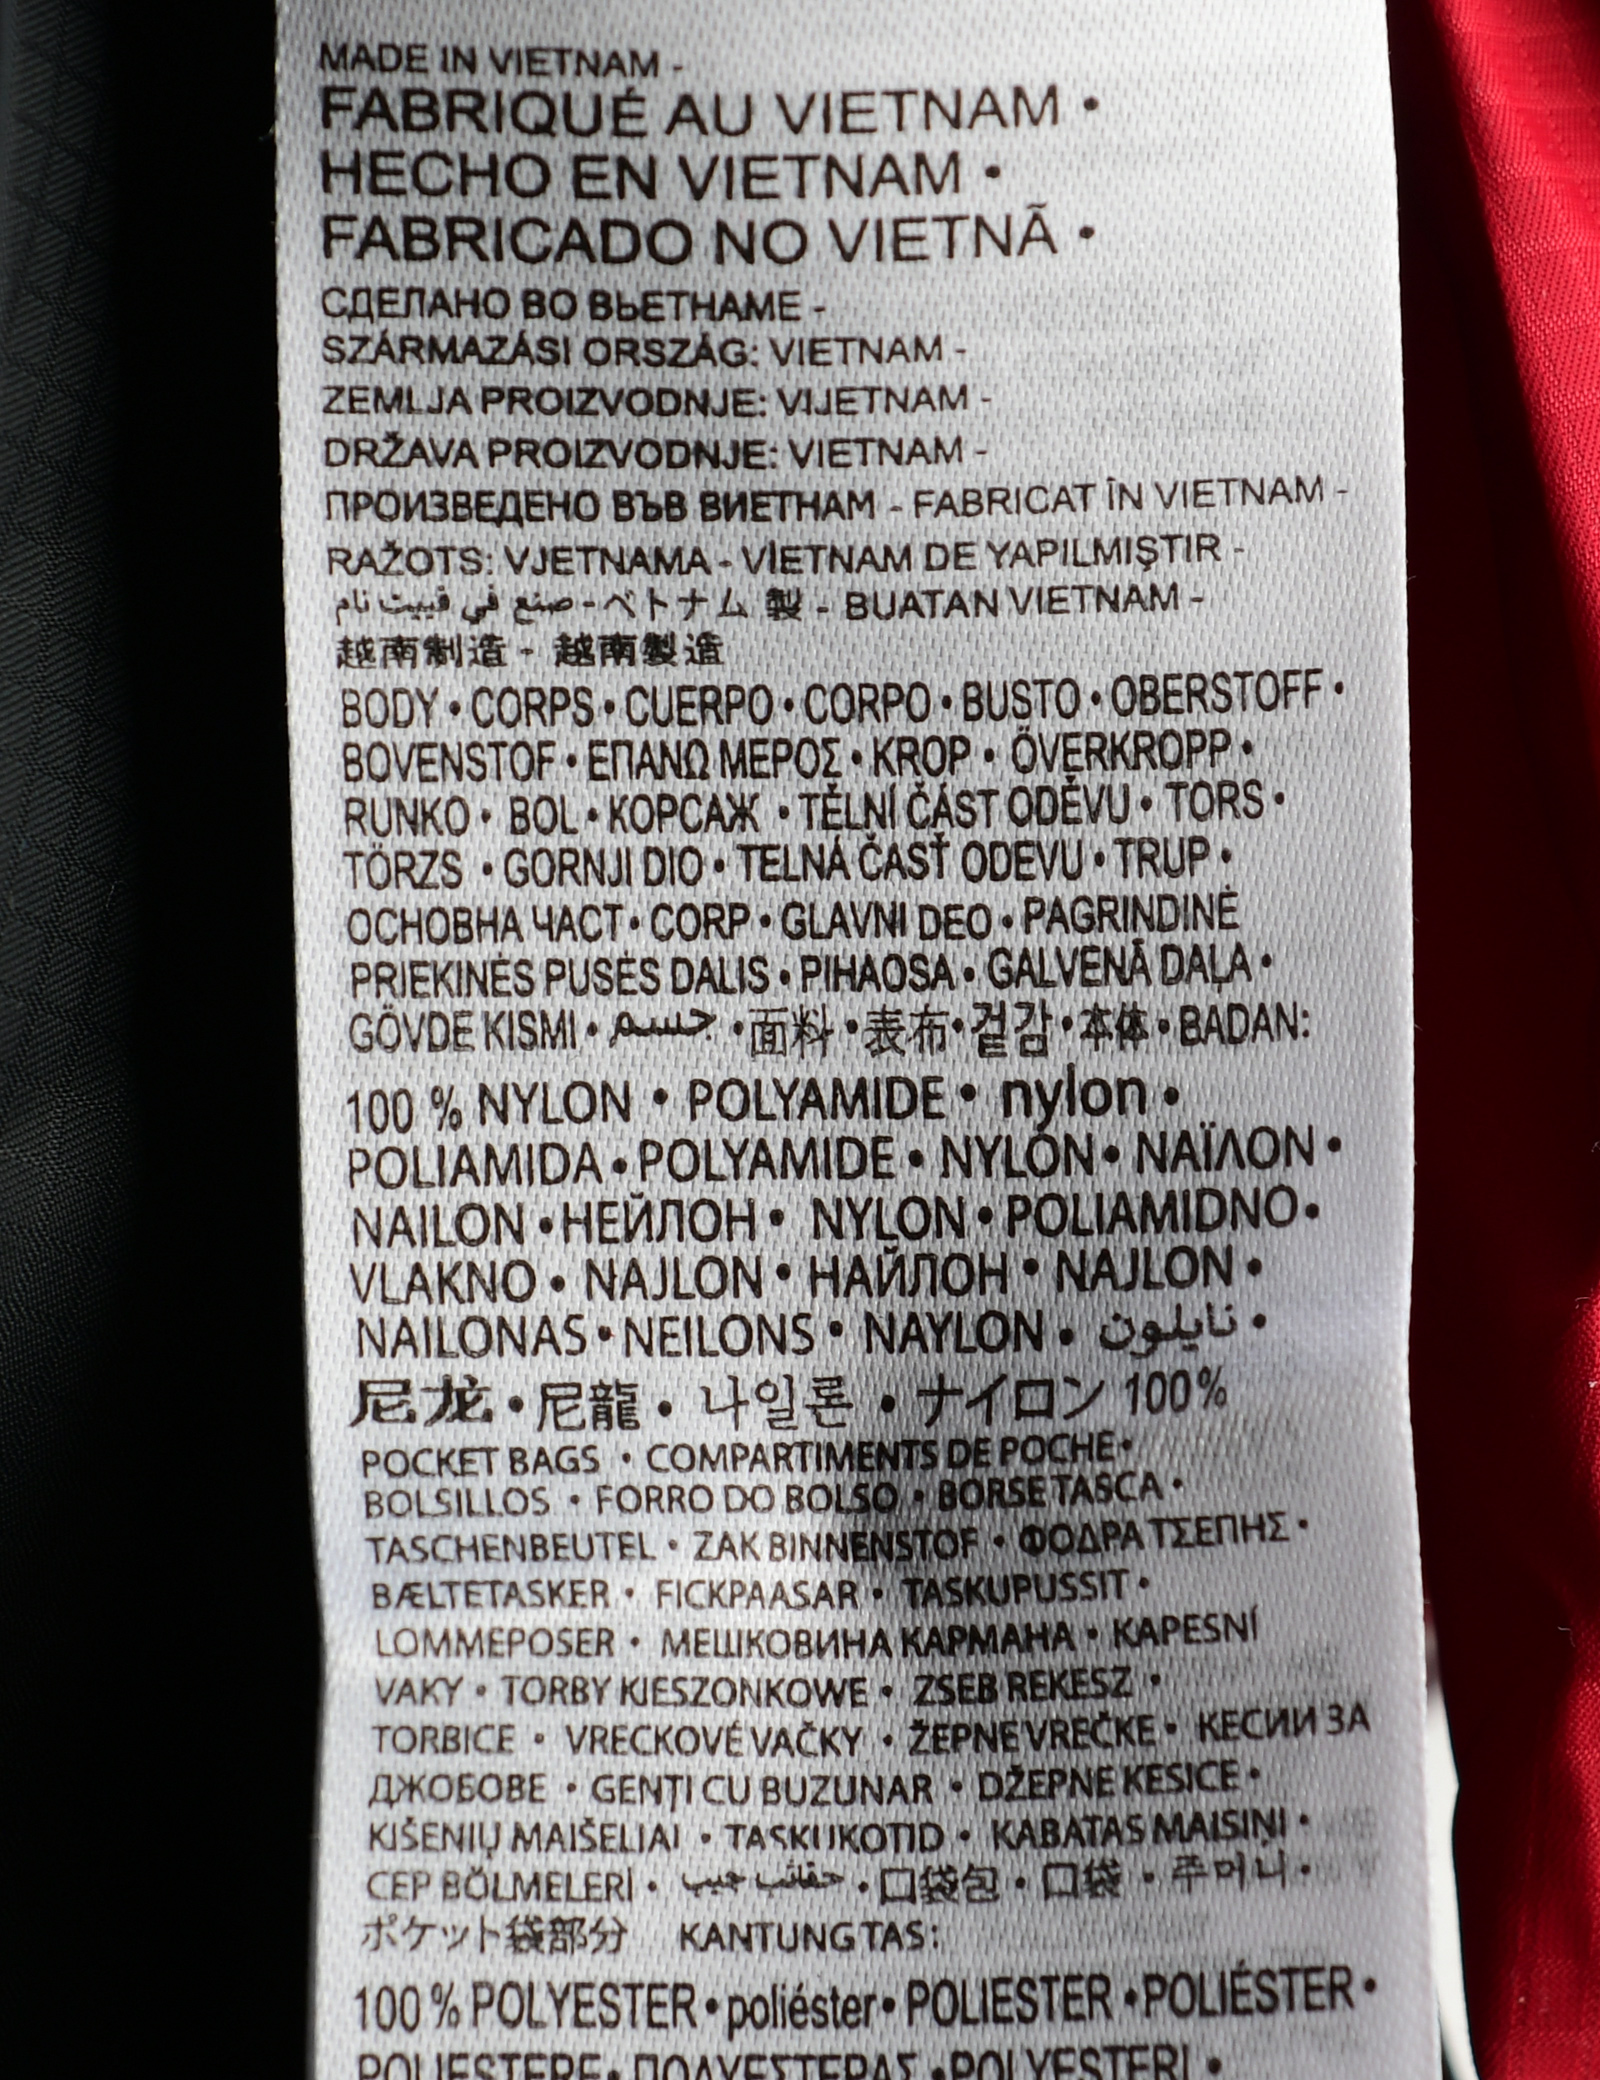 MADE IN VIETNAM -
FABRIQUÉ AU VIETNAM •
HECHO EN VIETNAM •
FABRICADO NO VIETNÃ •
СДЕЛАНО ВО ВЬЕТНАМЕ -
SZÁRMAZÁSI ORSZÁG: VIETNAM -
ZEMLJA PROIZVODNJE: VIJETNAM -
DRŽAVA PROIZVODNJE: VIETNAM -
ПРОИЗВЕДЕНО ВЪВ ВИЕТНАМ - FABRICAT ÎN VIETNAM -
RAŽOTS: VJETNAMA - VİETNAM DE YAPILMIŞTIR -
صنع في فييت نام - ベトナム 製 - BUATAN VIETNAM -
越南制造 - 越南製造
BODY • CORPS • CUERPO • CORPO • BUSTO • OBERSTOFF •
BOVENSTOF • ΕΠΑΝΩ ΜΕΡΟΣ • KROP • ÖVERKROPP •
RUNKO • BOL • КОРСАЖ • TĚLNÍ ČÁST ODĚVU • TORS •
TÖRZS • GORNJI DIO • TELNÁ ČASŤ ODEVU • TRUP •
ОСНОВНА ЧАСТ • CORP • GLAVNI DEO • PAGRINDINĖ
PRIEKINĖS PUSĖS DALIS • PIHAOSA • GALVENĀ DAĻA •
GÖVDE KISMI • جسم • 面料 • 表布 • 겉감 • 本体 • BADAN:
100 % NYLON • POLYAMIDE • nylon •
POLIAMIDA • POLYAMIDE • NYLÓN • ΝΑΪΛΟΝ •
NAILON • НЕЙЛОН • NYLON • POLIAMIDNO •
VLAKNO • NAJLON • НАЙЛОН • NAJLON •
NAILONAS • NEILONS • NAYLON • نايلون •
尼龙 • 尼龍 • 나일론 • ナイロン 100%
POCKET BAGS • COMPARTIMENTS DE POCHE •
BOLSILLOS • FORRO DO BOLSO • BORSE TASCA •
TASCHENBEUTEL • ZAK BINNENSTOF • ΦΟΔΡΑ ΤΣΕΠΗΣ •
BÆLTETASKER • FICKPAASAR • TASKUPUSSIT •
LOMMEPOSER • МЕШКОВИНА КАРМАНА • KAPESNÍ
VAKY • TORBY KIESZONKOWE • ZSEB REKESZ •
TORBICE • VRECKOVÉ VAČKY • ŽEPNE VREČKE • КЕСИИ ЗА
ДЖОБОВЕ • GENȚI CU BUZUNAR • DŽEPNE KESICE •
KIŠENIŲ MAIŠELIAI • TASKUKOTID • KABATAS MAISIŅI •
CEP BÖLMELERİ • حقائب جيب • 口袋包 • 口袋 • 주머니 •
ポケット袋部分 KANTUNG TAS:
100 % POLYESTER • poliéster • POLIESTER • POLIÉSTER •
POLIESTERE • ΠΟΛΥΕΣΤΕΡΑΣ • POLYESTERI •